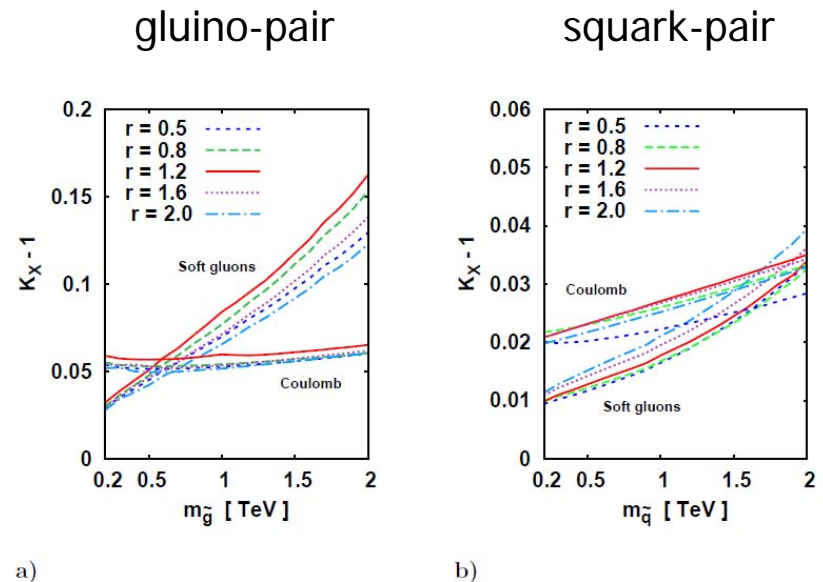 gluino-pair
squark-pair
0.2
0.15
0.1
0.05
0
K_X - 1
r = 0.5
r = 0.8
r = 1.2
r = 1.6
r = 2.0
Soft gluons
Coulomb
0.2 0.5 1 1.5 2
m_g̃ [ TeV ]
a)
0.06
0.05
0.04
0.03
0.02
0.01
0
K_X - 1
r = 0.5
r = 0.8
r = 1.2
r = 1.6
r = 2.0
Coulomb
Soft gluons
0.2 0.5 1 1.5 2
m_q̃ [ TeV ]
b)